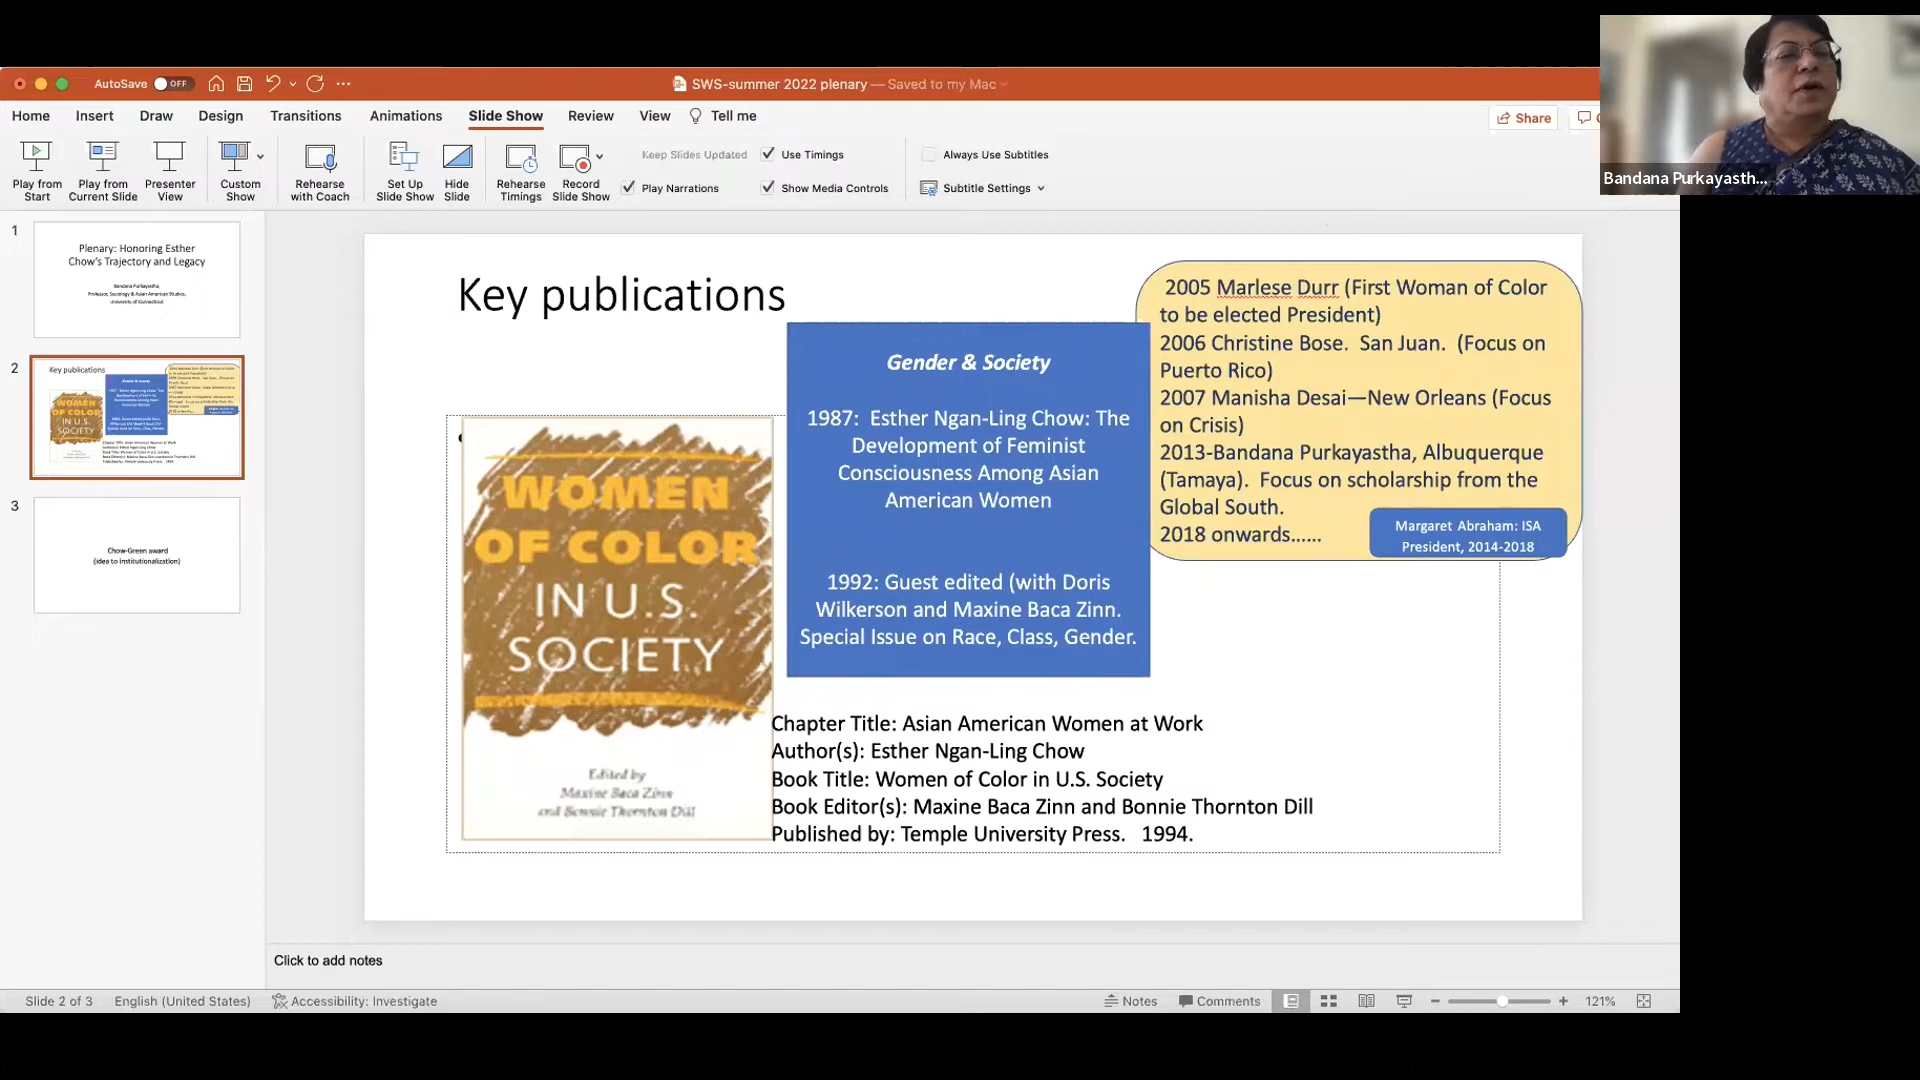 AutoSave OFF
SWS-summer 2022 plenary — Saved to my Mac
Home Insert Draw Design Transitions Animations Slide Show Review View Tell me
Share
Play from Start
Play from Current Slide
Presenter View
Custom Show
Rehearse with Coach
Set Up Slide Show
Hide Slide
Rehearse Timings
Record Slide Show
Keep Slides Updated
Use Timings
Play Narrations
Show Media Controls
Always Use Subtitles
Subtitle Settings
Bandana Purkayasth...
1
Plenary: Honoring Esther
Chow's Trajectory and Legacy
Bandana Purkayastha,
Professor, Sociology & Asian American Studies,
University of Connecticut
2
3
Chow-Green award
(idea to Institutionalization)
Key publications
WOMEN
OF COLOR
IN U.S.
SOCIETY
Edited by
Maxine Baca Zinn
and Bonnie Thornton Dill
Gender & Society
1987: Esther Ngan-Ling Chow: The
Development of Feminist
Consciousness Among Asian
American Women
1992: Guest edited (with Doris
Wilkerson and Maxine Baca Zinn.
Special Issue on Race, Class, Gender.
2005 Marlese Durr (First Woman of Color
to be elected President)
2006 Christine Bose. San Juan. (Focus on
Puerto Rico)
2007 Manisha Desai—New Orleans (Focus
on Crisis)
2013-Bandana Purkayastha, Albuquerque
(Tamaya). Focus on scholarship from the
Global South.
2018 onwards......
Margaret Abraham: ISA
President, 2014-2018
Chapter Title: Asian American Women at Work
Author(s): Esther Ngan-Ling Chow
Book Title: Women of Color in U.S. Society
Book Editor(s): Maxine Baca Zinn and Bonnie Thornton Dill
Published by: Temple University Press. 1994.
Click to add notes
Slide 2 of 3 English (United States) Accessibility: Investigate
Notes Comments 121%